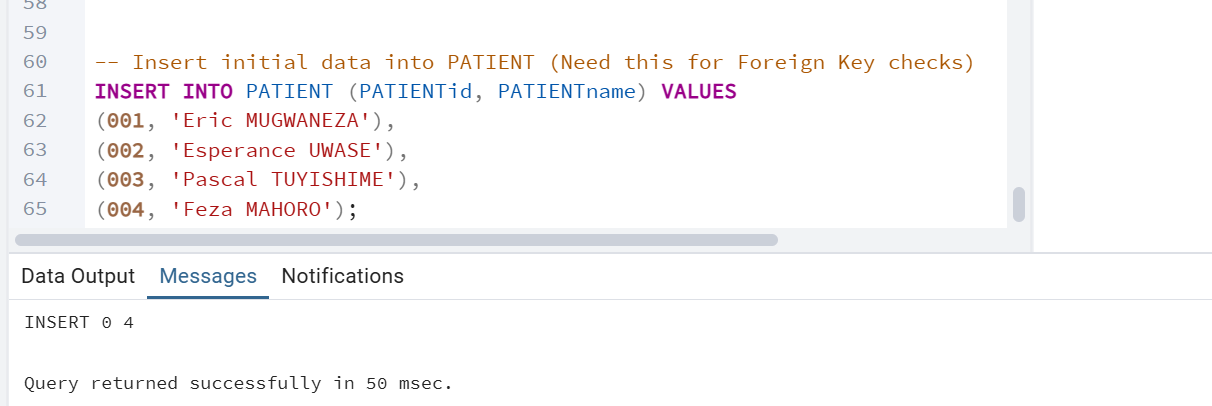 58
59
60 -- Insert initial data into PATIENT (Need this for Foreign Key checks)
61 INSERT INTO PATIENT (PATIENTid, PATIENTname) VALUES
62 (001, 'Eric MUGWANEZA'),
63 (002, 'Esperance UWASE'),
64 (003, 'Pascal TUYISHIME'),
65 (004, 'Feza MAHORO');
Data Output Messages Notifications
INSERT 0 4
Query returned successfully in 50 msec.